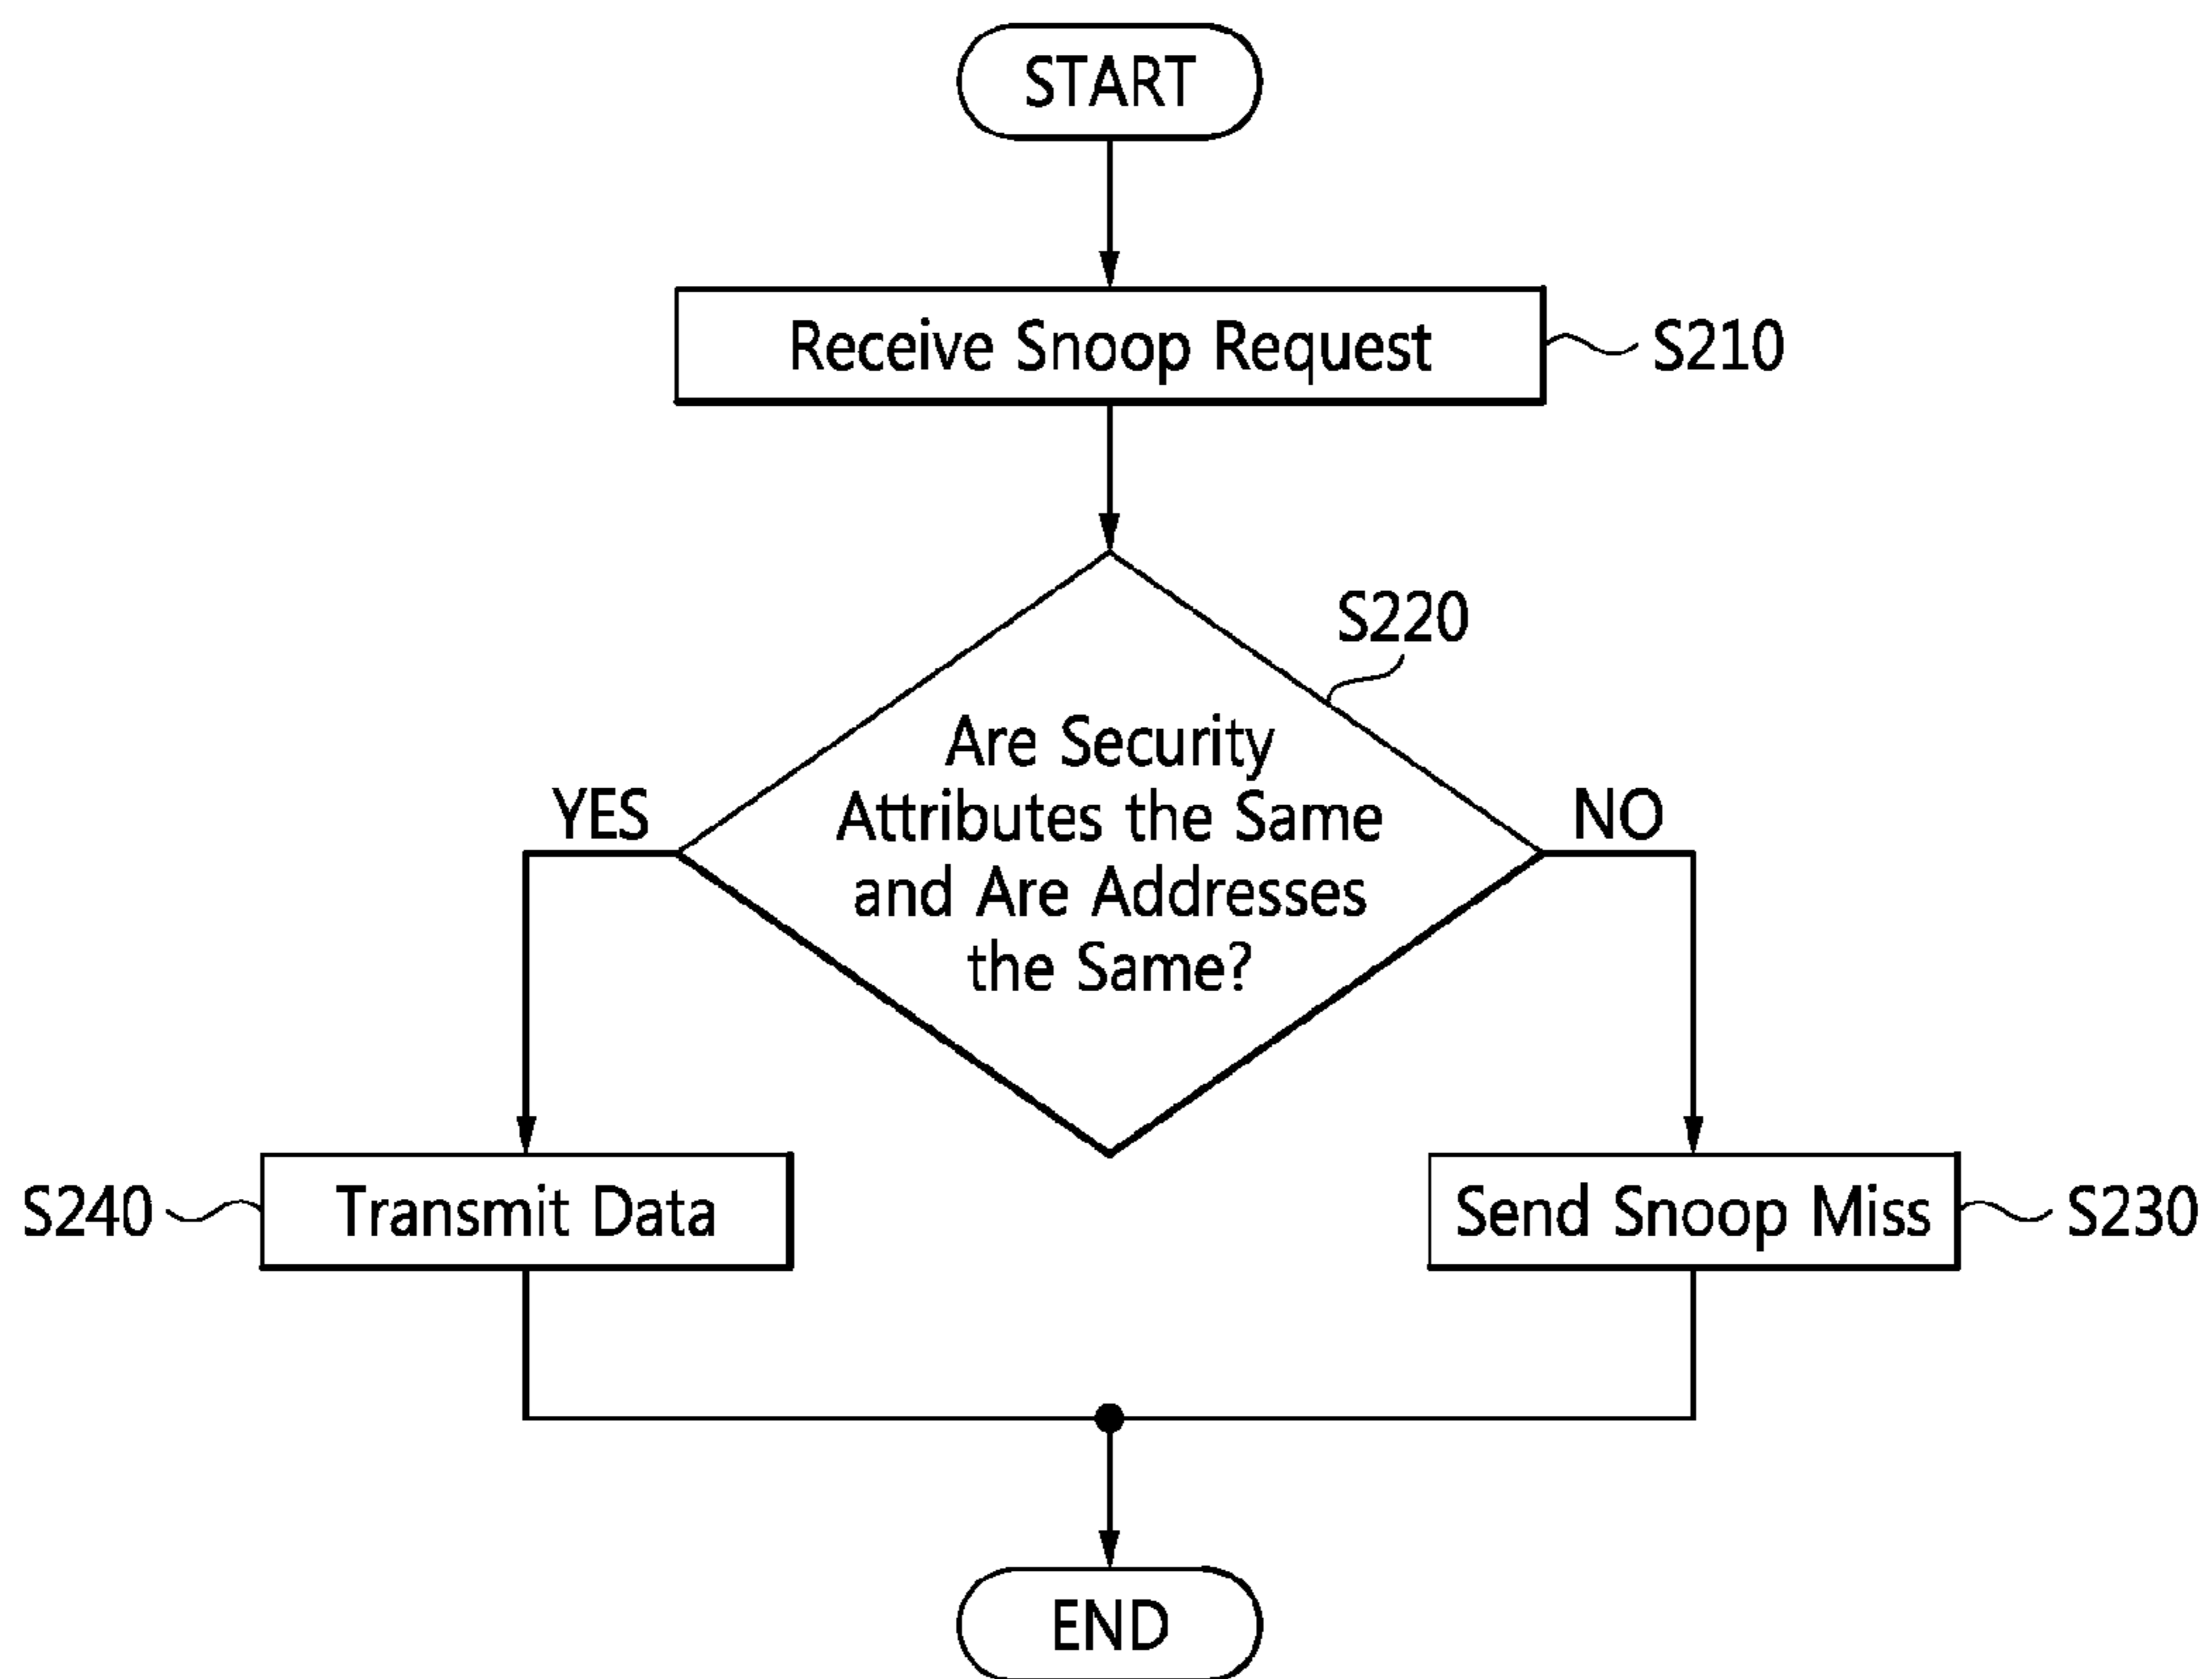 START
Receive Snoop Request
S210
S220
Are Security
Attributes the Same
and Are Addresses
the Same?
YES
NO
S240
Transmit Data
Send Snoop Miss
S230
END